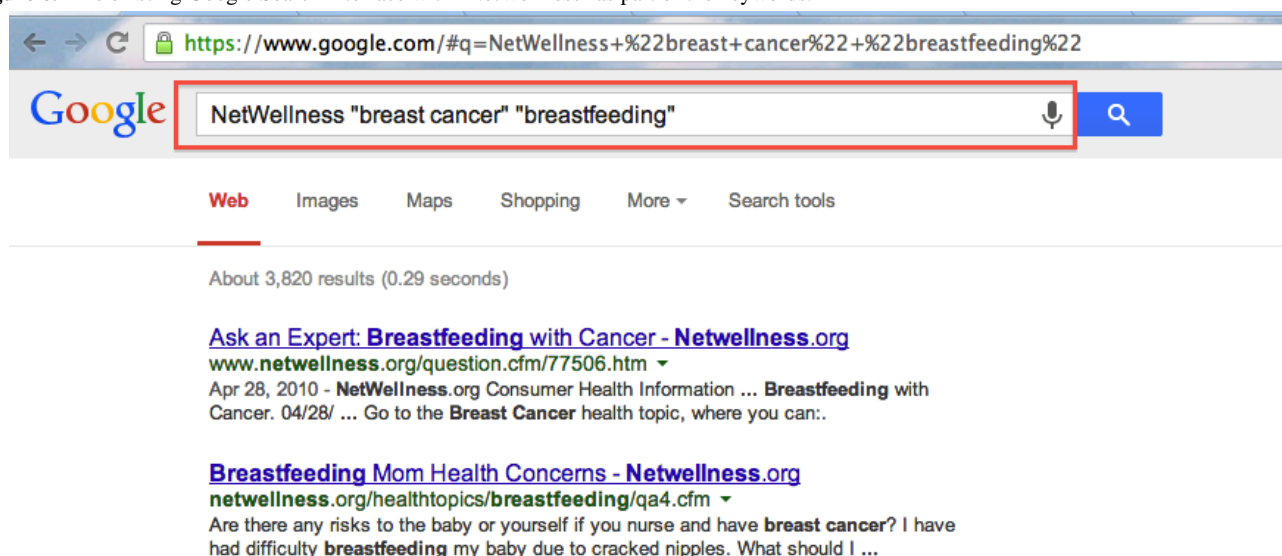 https://www.google.com/#q=NetWellness+%22breast+cancer%22+%22breastfeeding%22
Google NetWellness "breast cancer" "breastfeeding"
Web Images Maps Shopping More Search tools
About 3,820 results (0.29 seconds)
Ask an Expert: Breastfeeding with Cancer - Netwellness.org
www.netwellness.org/question.cfm/77506.htm
Apr 28, 2010 - NetWellness.org Consumer Health Information ... Breastfeeding with
Cancer. 04/28/ ... Go to the Breast Cancer health topic, where you can:.
Breastfeeding Mom Health Concerns - Netwellness.org
netwellness.org/healthtopics/breastfeeding/qa4.cfm
Are there any risks to the baby or yourself if you nurse and have breast cancer? I have
had difficulty breastfeeding my baby due to cracked nipples. What should I ...